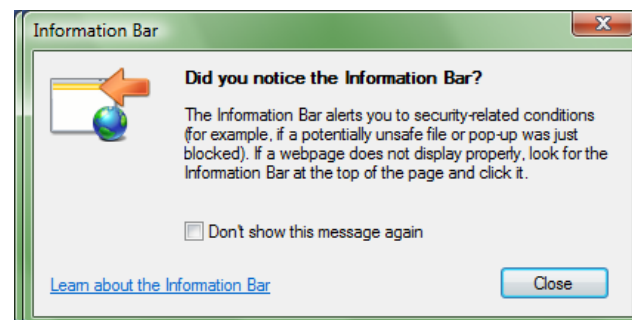 Information Bar
Did you notice the Information Bar?
The Information Bar alerts you to security-related conditions
(for example, if a potentially unsafe file or pop-up was just
blocked). If a webpage does not display properly, look for the
Information Bar at the top of the page and click it.
Don't show this message again
Learn about the Information Bar
Close